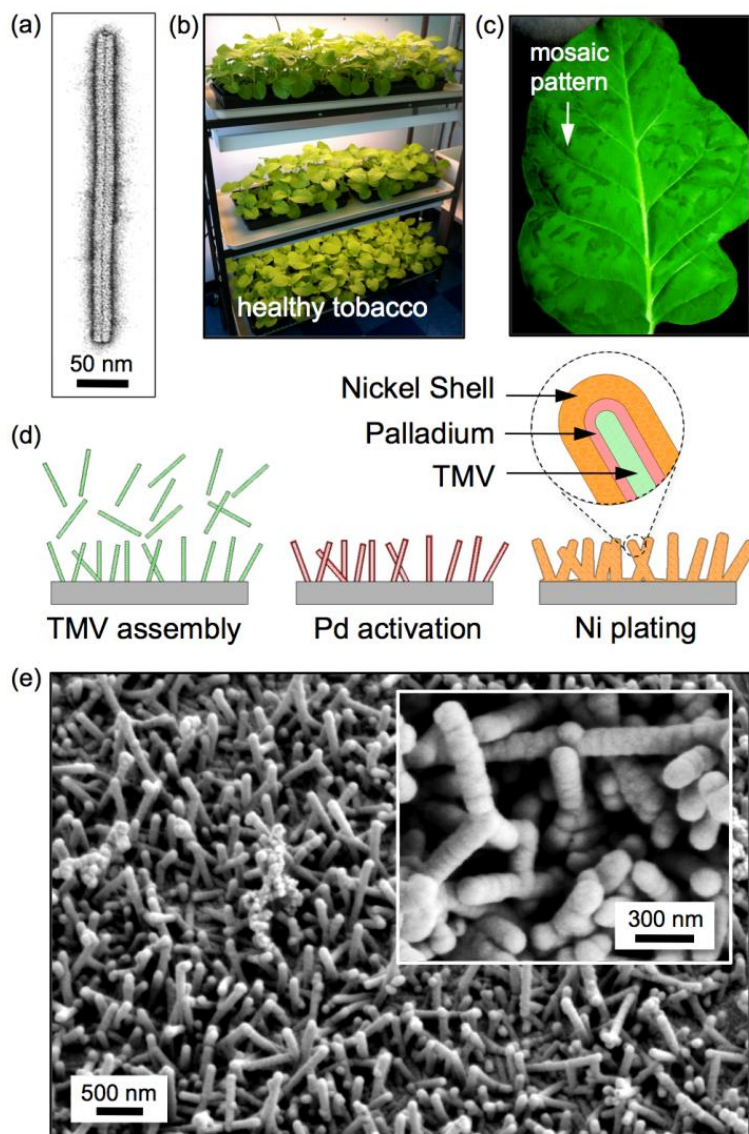 (a)
50 nm
(b)
healthy tobacco
(c)
mosaic
pattern
(d)
Nickel Shell
Palladium
TMV
TMV assembly
Pd activation
Ni plating
(e)
300 nm
500 nm